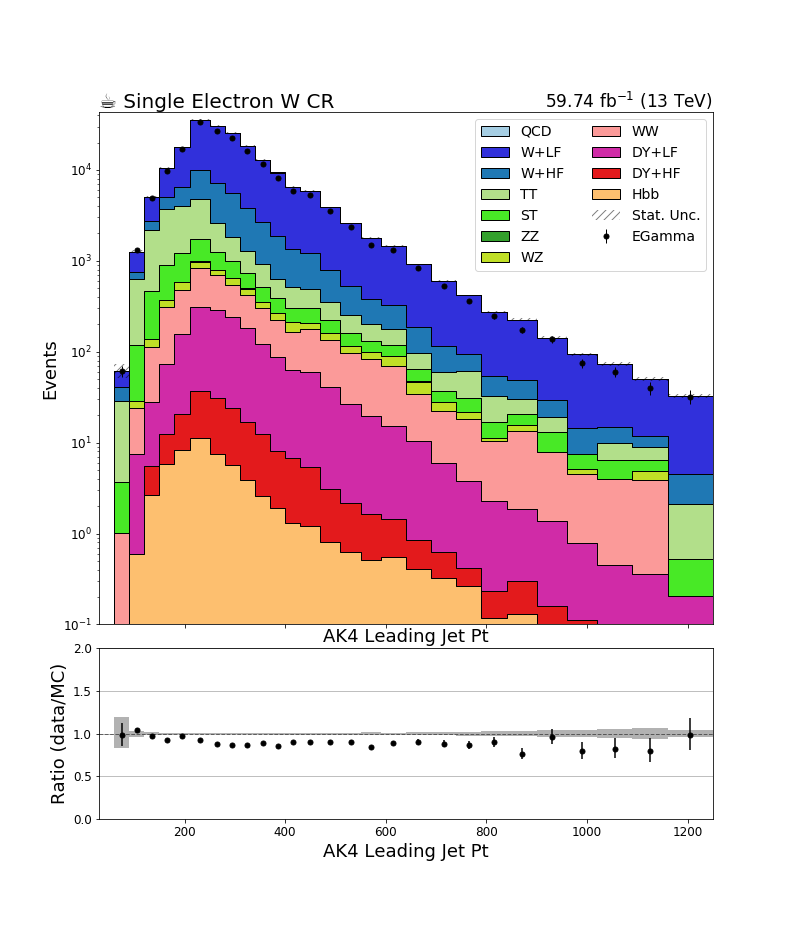 ☕ Single Electron W CR
59.74 fb⁻¹ (13 TeV)
QCD
W+LF
W+HF
TT
ST
ZZ
WZ
WW
DY+LF
DY+HF
Hbb
Stat. Unc.
EGamma
Events
10⁴
10³
10²
10¹
10⁰
10⁻¹
AK4 Leading Jet Pt
Ratio (data/MC)
2.0
1.5
1.0
0.5
0.0
200 400 600 800 1000 1200
AK4 Leading Jet Pt